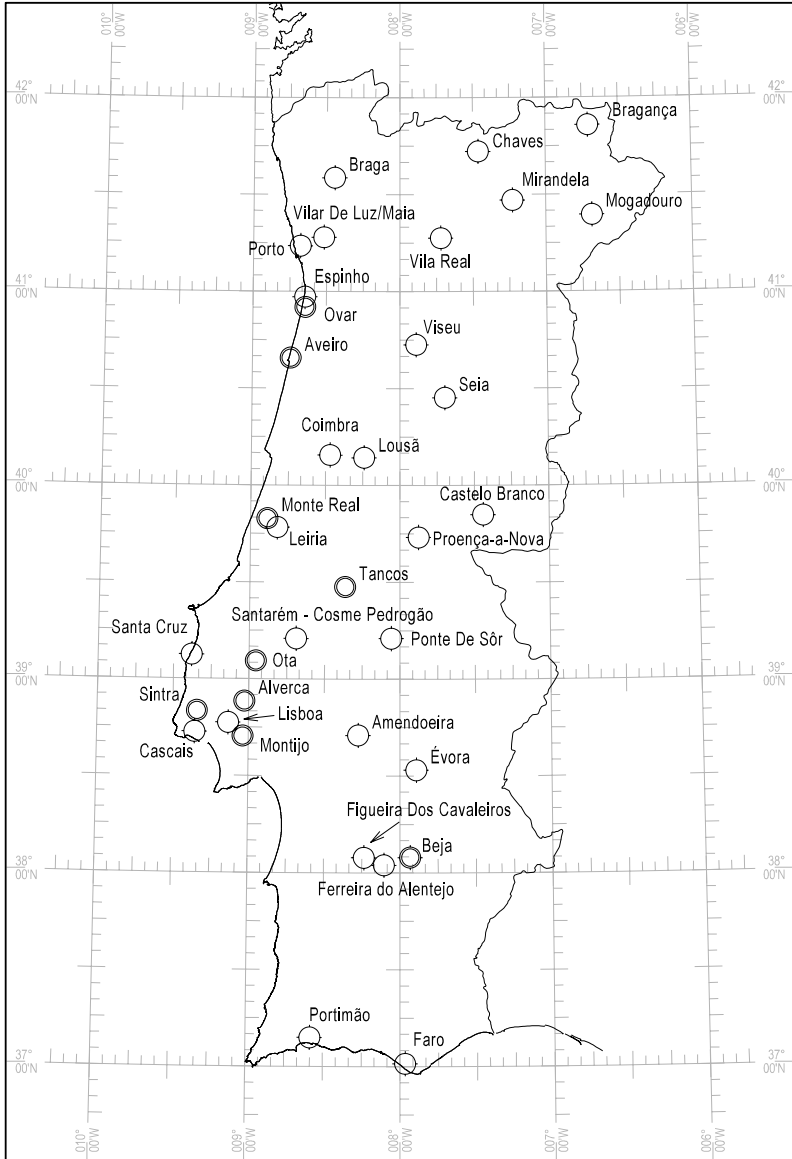 010°
00'W
009°
00'W
008°
00'W
007°
00'W
006°
00'W
42°
00'N
42°
00'N
Bragança
Chaves
Braga
Mirandela
Mogadouro
Vilar De Luz/Maia
Porto
Vila Real
41°
00'N
41°
00'N
Espinho
Ovar
Viseu
Aveiro
Seia
Coimbra
Lousã
40°
00'N
40°
00'N
Castelo Branco
Monte Real
Leiria
Proença-a-Nova
Tancos
Santarém - Cosme Pedrogão
Santa Cruz
Ponte De Sôr
39°
00'N
39°
00'N
Ota
Sintra
Alverca
Lisboa
Amendoeira
Cascais
Montijo
Évora
Figueira Dos Cavaleiros
Beja
38°
00'N
38°
00'N
Ferreira do Alentejo
Portimão
Faro
37°
00'N
37°
00'N
010°
00'W
009°
00'W
008°
00'W
007°
00'W
006°
00'W